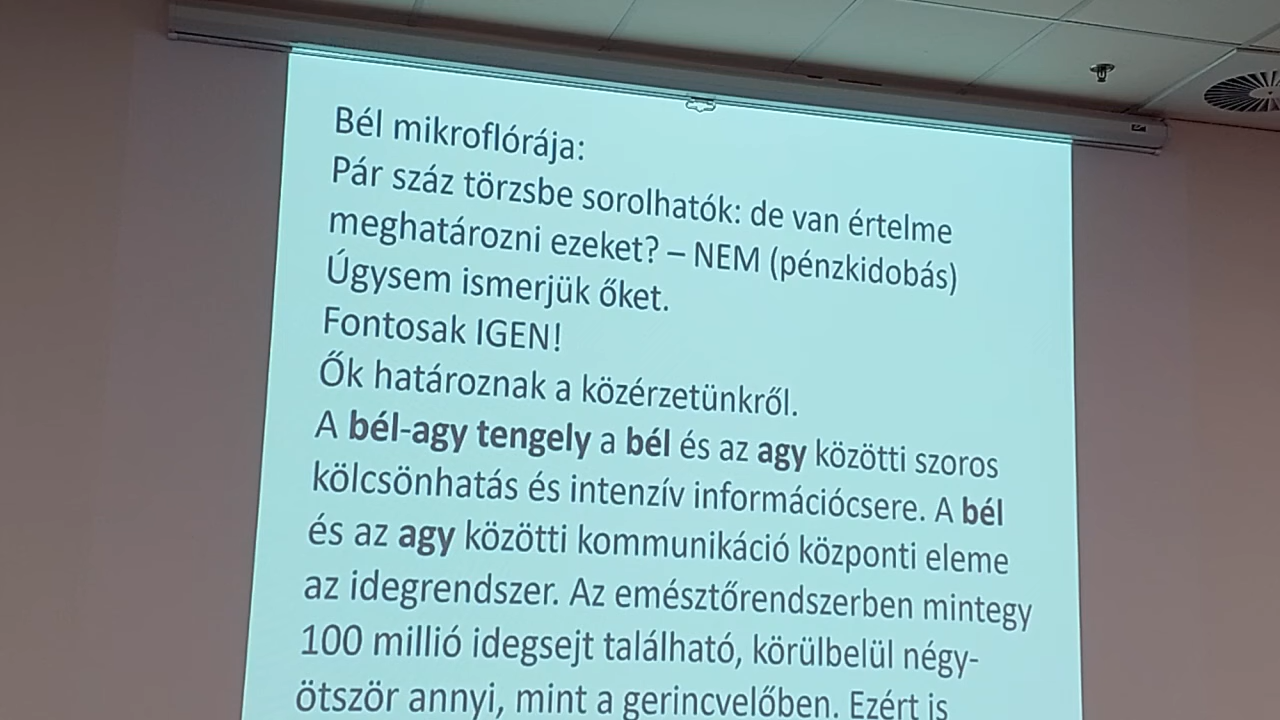 Bél mikroflórája:
Pár száz törzsbe sorolhatók: de van értelme
meghatározni ezeket? – NEM (pénzkidobás)
Úgysem ismerjük őket.
Fontosak IGEN!
Ők határoznak a közérzetünkről.
A bél-agy tengely a bél és az agy közötti szoros
kölcsönhatás és intenzív információcsere. A bél
és az agy közötti kommunikáció központi eleme
az idegrendszer. Az emésztőrendszerben mintegy
100 millió idegsejt található, körülbelül négy-
ötször annyi, mint a gerincvelőben. Ezért is